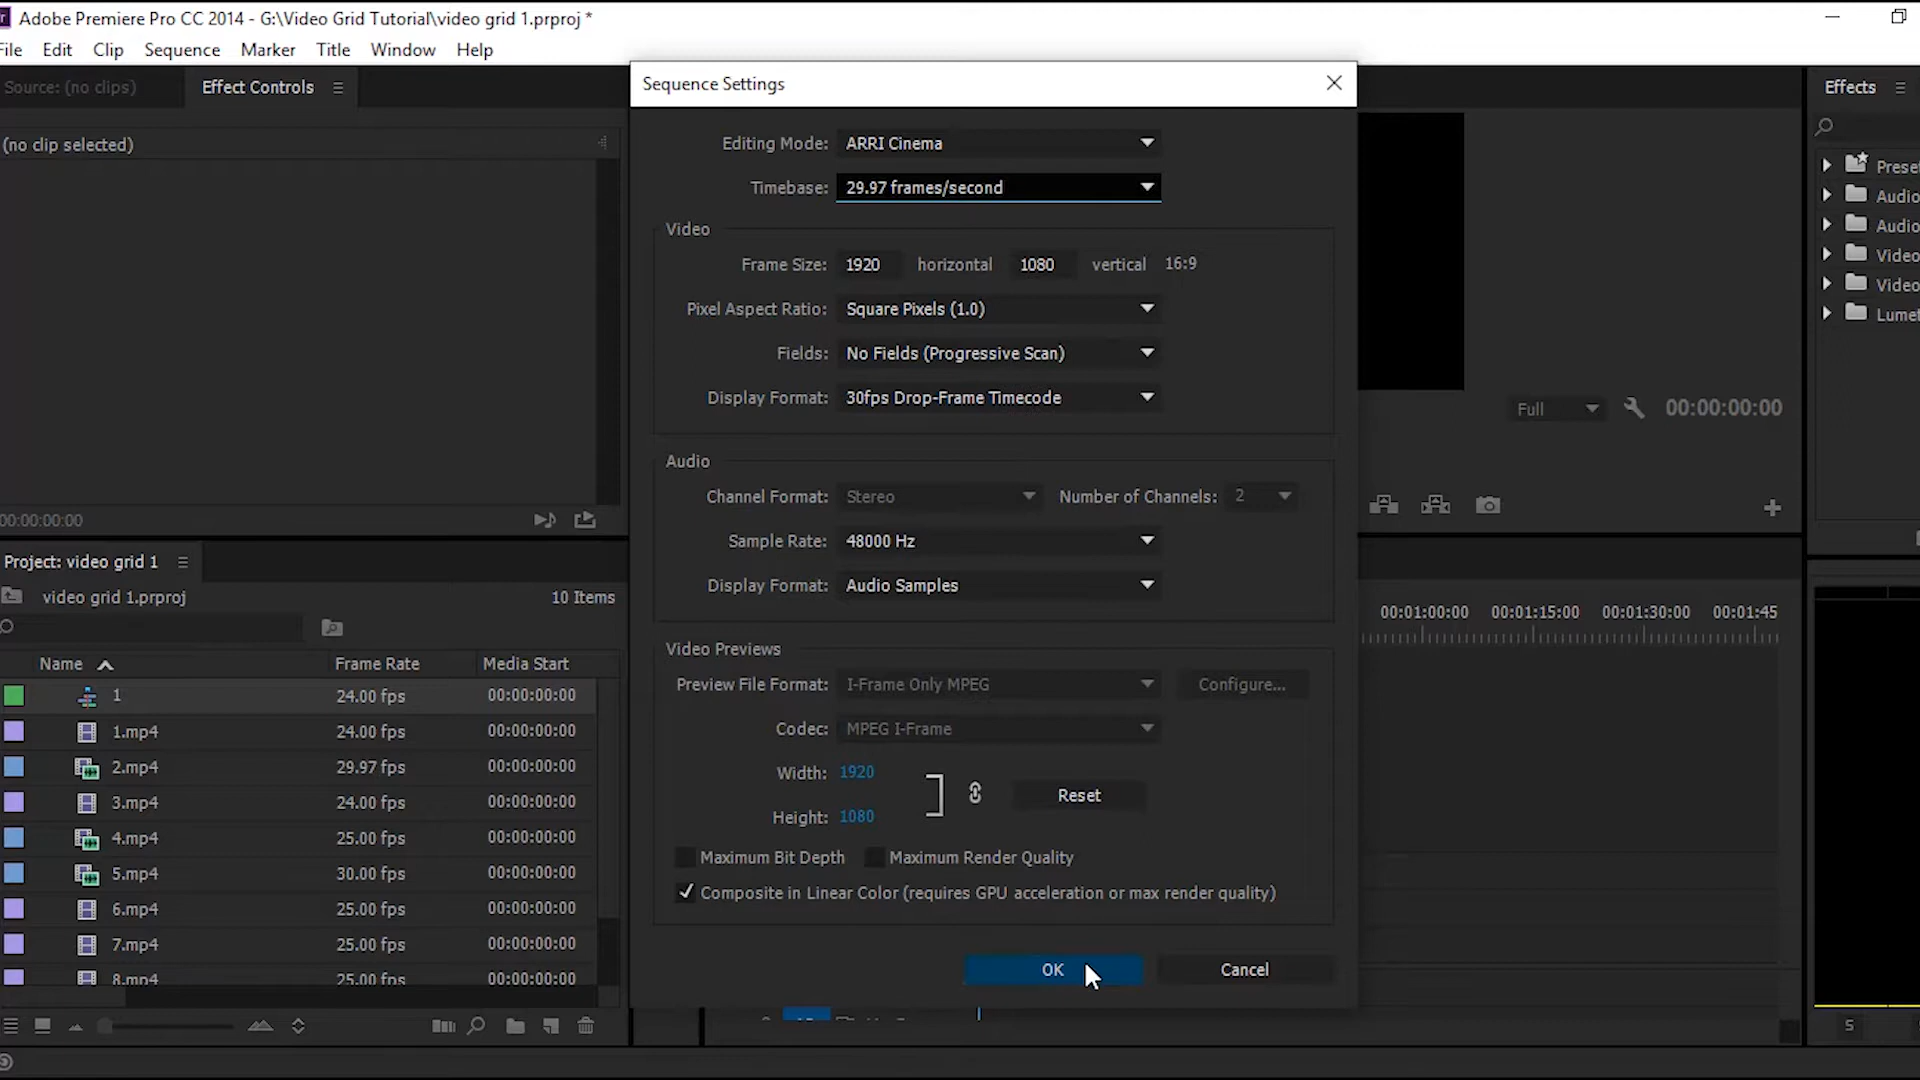 Adobe Premiere Pro CC 2014 - G:\Video Grid Tutorial\video grid 1.prproj *
File Edit Clip Sequence Marker Title Window Help
Source: (no clips)
Effect Controls
(no clip selected)
00:00:00:00
Sequence Settings
Editing Mode: ARRI Cinema
Timebase: 29.97 frames/second
Video
Frame Size: 1920 horizontal 1080 vertical 16:9
Pixel Aspect Ratio: Square Pixels (1.0)
Fields: No Fields (Progressive Scan)
Display Format: 30fps Drop-Frame Timecode
Audio
Channel Format: Stereo Number of Channels: 2
Sample Rate: 48000 Hz
Display Format: Audio Samples
Video Previews
Preview File Format: I-Frame Only MPEG Configure...
Codec: MPEG I-Frame
Width: 1920
Height: 1080
Reset
Maximum Bit Depth Maximum Render Quality
Composite in Linear Color (requires GPU acceleration or max render quality)
OK Cancel
Full 00:00:00:00
Effects
Prese
Audio
Audio
Video
Video
Lumet
Project: video grid 1
video grid 1.prproj 10 Items
Name Frame Rate Media Start
1 24.00 fps 00:00:00:00
1.mp4 24.00 fps 00:00:00:00
2.mp4 29.97 fps 00:00:00:00
3.mp4 24.00 fps 00:00:00:00
4.mp4 25.00 fps 00:00:00:00
5.mp4 30.00 fps 00:00:00:00
6.mp4 25.00 fps 00:00:00:00
7.mp4 25.00 fps 00:00:00:00
8.mp4 25.00 fps 00:00:00:00
00:01:00:00 00:01:15:00 00:01:30:00 00:01:45
S